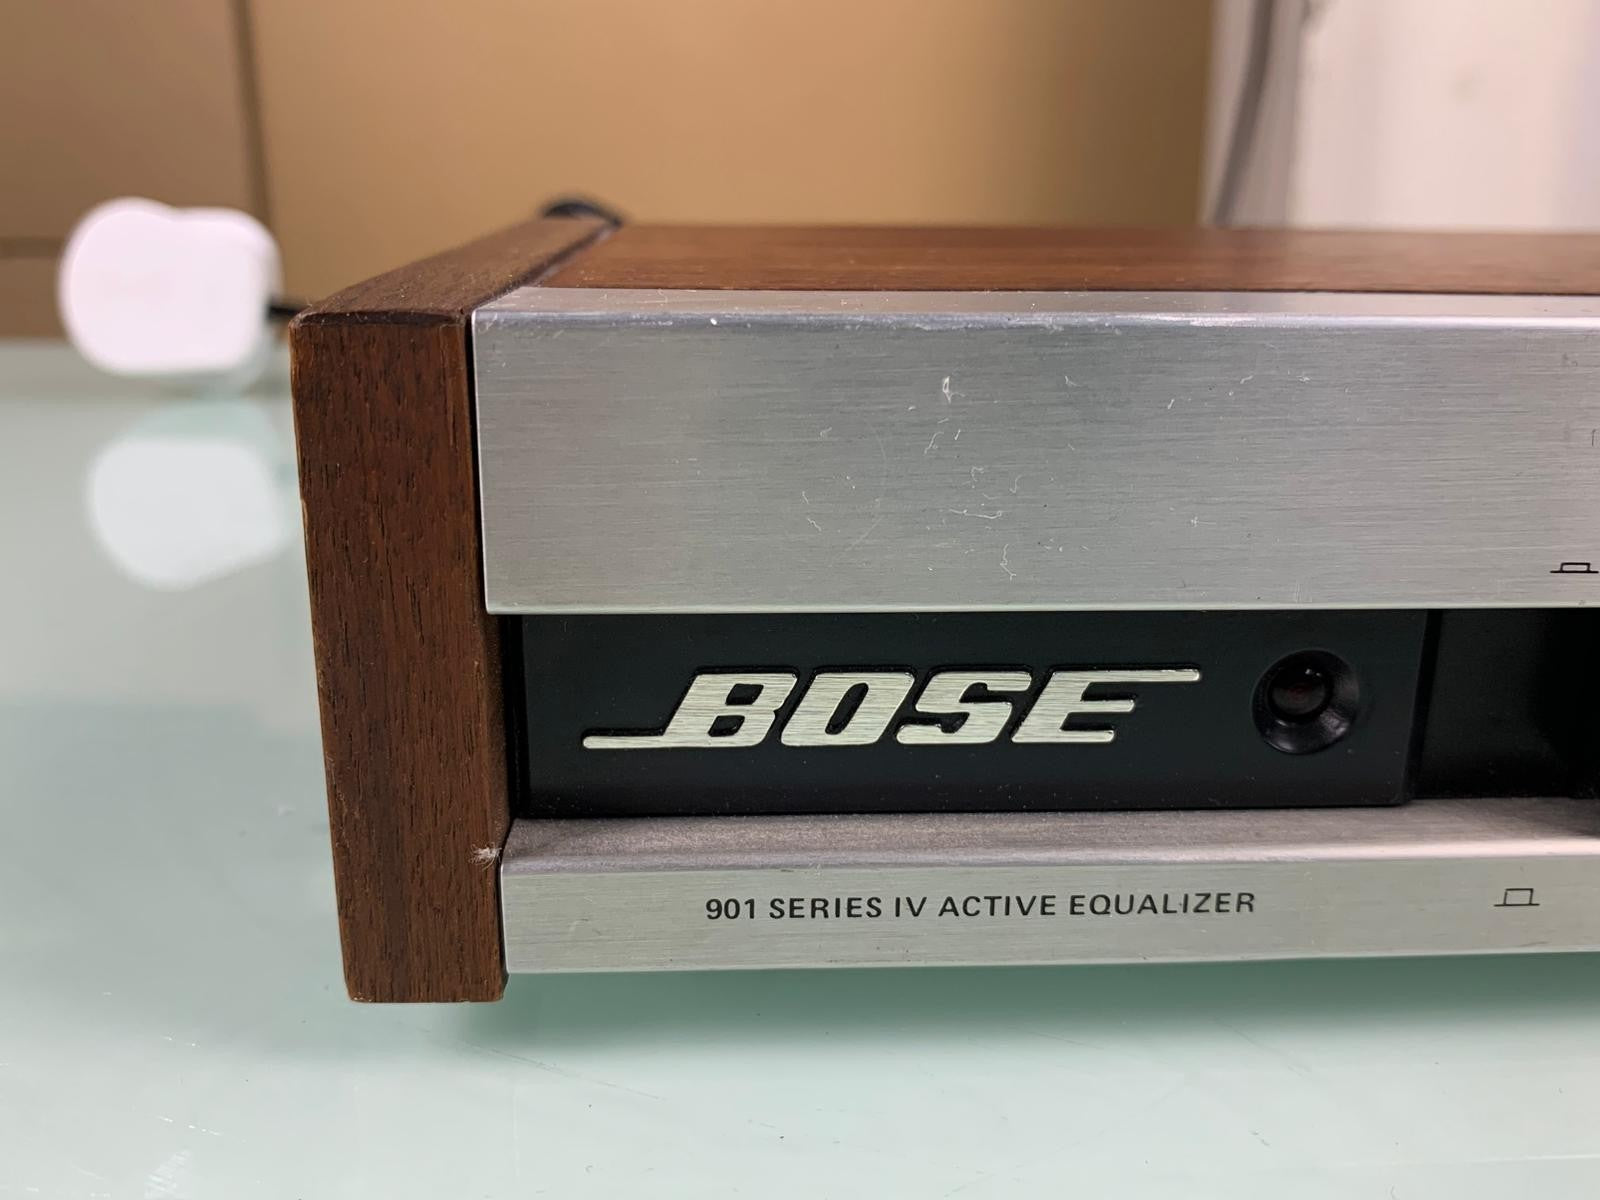 BOSE
901 SERIES IV ACTIVE EQUALIZER